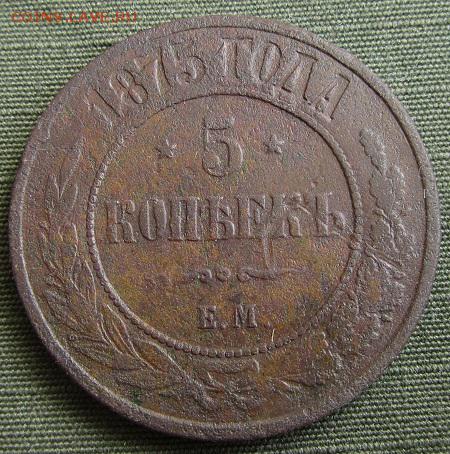 COINS.LAVE.RU
1875 ГОДА
* 5 *
КОПѢЕКЪ
Е.М.